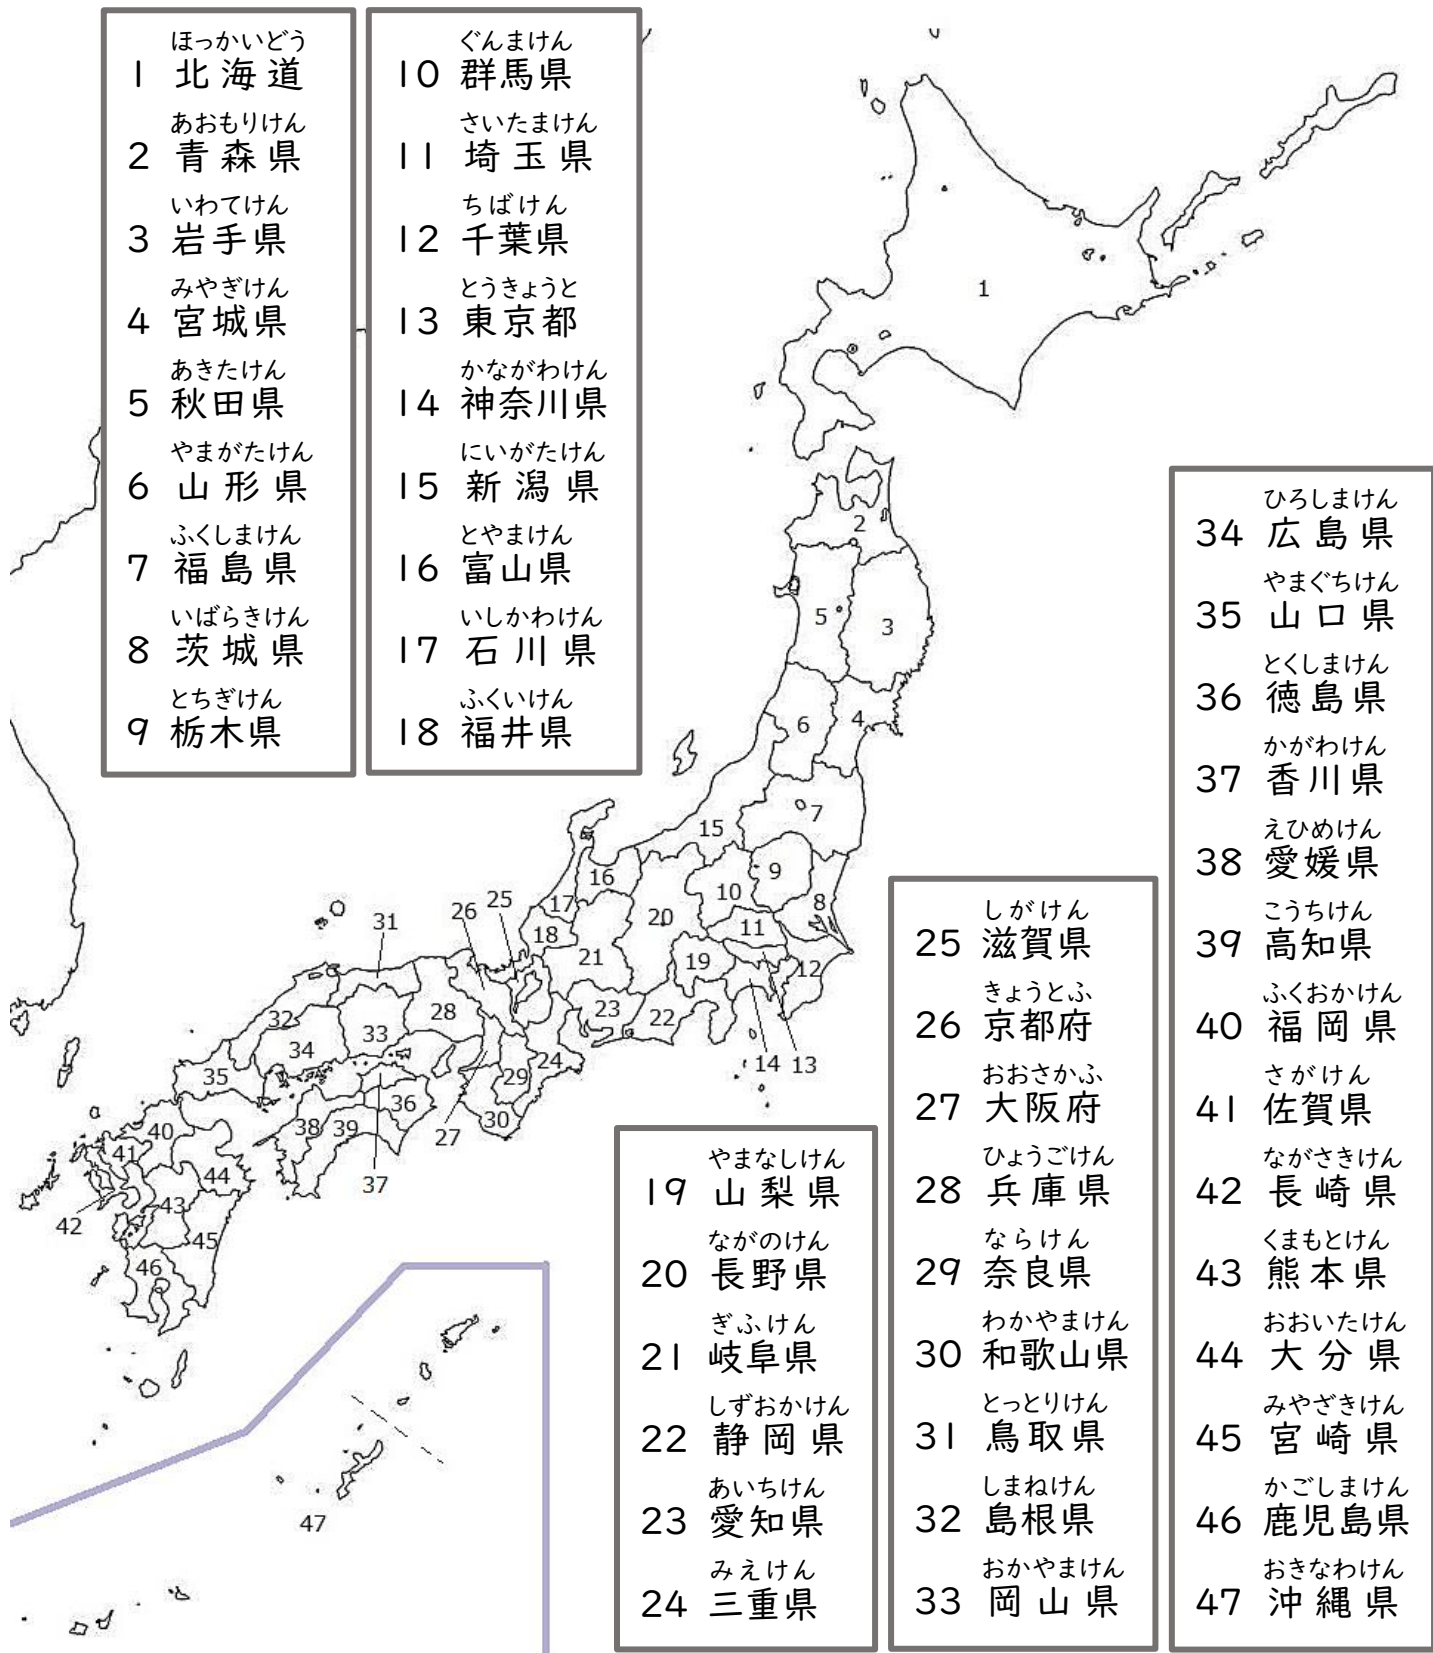 ほっかいどう
1 北海道
あおもりけん
2 青森県
いわてけん
3 岩手県
みやぎけん
4 宮城県
あきたけん
5 秋田県
やまがたけん
6 山形県
ふくしまけん
7 福島県
いばらきけん
8 茨城県
とちぎけん
9 栃木県
ぐんまけん
10 群馬県
さいたまけん
11 埼玉県
ちばけん
12 千葉県
とうきょうと
13 東京都
かながわけん
14 神奈川県
にいがたけん
15 新潟県
とやまけん
16 富山県
いしかわけん
17 石川県
ふくいけん
18 福井県
やまなしけん
19 山梨県
ながのけん
20 長野県
ぎふけん
21 岐阜県
しずおかけん
22 静岡県
あいちけん
23 愛知県
みえけん
24 三重県
しがけん
25 滋賀県
きょうとふ
26 京都府
おおさかふ
27 大阪府
ひょうごけん
28 兵庫県
ならけん
29 奈良県
わかやまけん
30 和歌山県
とっとりけん
31 鳥取県
しまねけん
32 島根県
おかやまけん
33 岡山県
ひろしまけん
34 広島県
やまぐちけん
35 山口県
とくしまけん
36 徳島県
かがわけん
37 香川県
えひめけん
38 愛媛県
こうちけん
39 高知県
ふくおかけん
40 福岡県
さがけん
41 佐賀県
ながさきけん
42 長崎県
くまもとけん
43 熊本県
おおいたけん
44 大分県
みやざきけん
45 宮崎県
かごしまけん
46 鹿児島県
おきなわけん
47 沖縄県
1
2
5
3
6
4
7
15
9
16
10
8
25
17
26
20
31
11
18
21
19
12
23
28
22
32
33
34
24
14
13
29
35
36
30
38
39
40
27
41
44
37
43
42
45
46
47